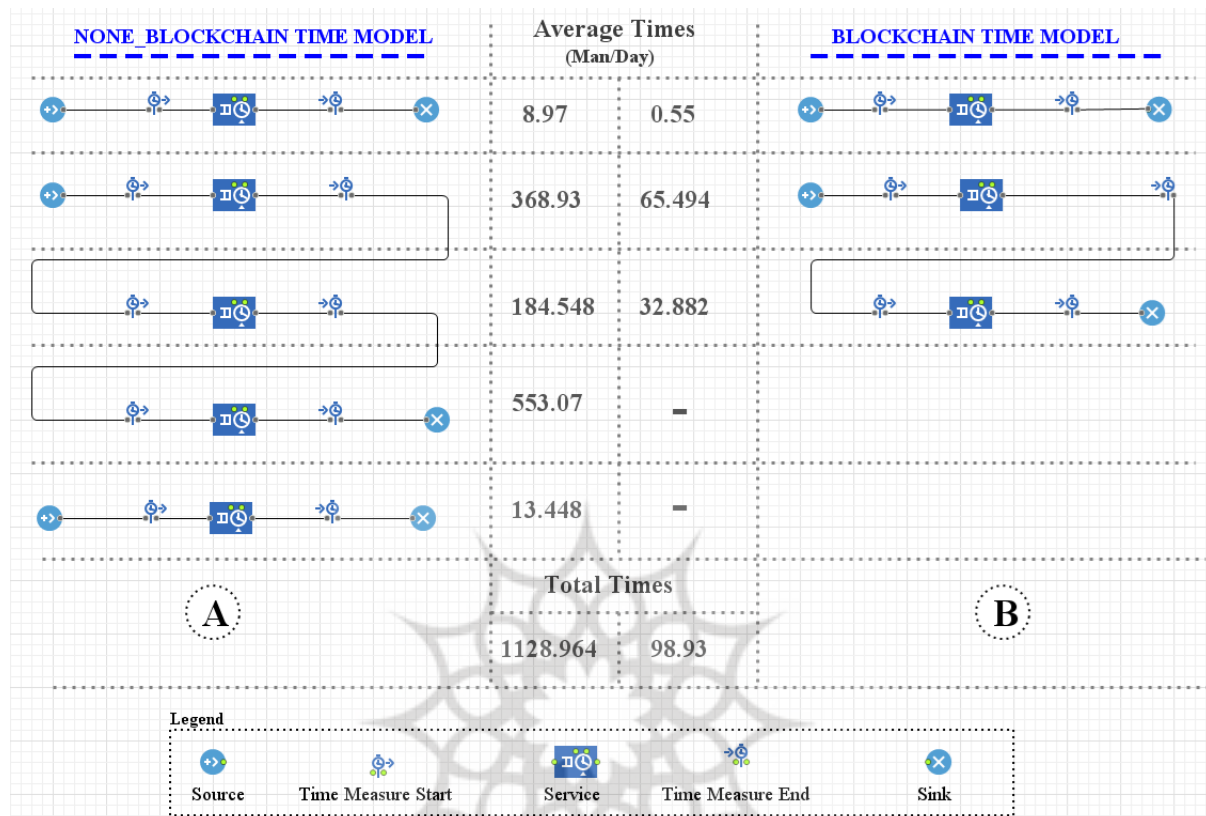 NONE_BLOCKCHAIN TIME MODEL
Average Times
(Man/Day)
BLOCKCHAIN TIME MODEL
8.97 0.55
368.93 65.494
184.548 32.882
553.07 -
13.448 -
Total Times
A
B
1128.964 98.93
Legend
Source Time Measure Start Service Time Measure End Sink